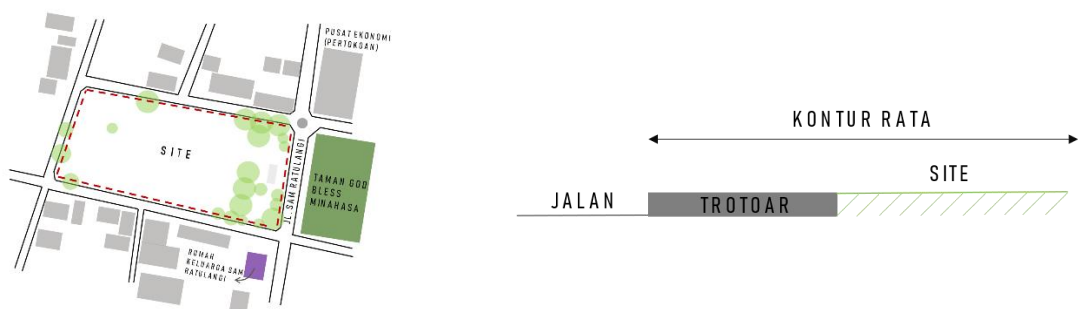 PUSAT EKONOMI
(PERTOKOAN)
SITE
JL. SAM RATULANGI
TAMAN GOD
BLESS
MINAHASA
RUMAH
KELUARGA SAM
RATULANGI
KONTUR RATA
SITE
JALAN
TROTOAR